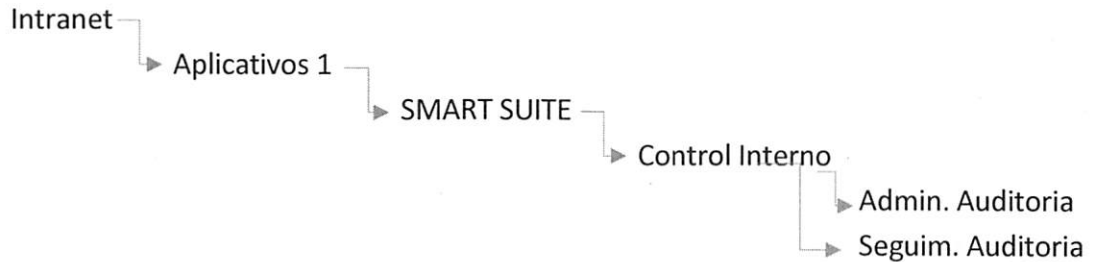 Intranet
Aplicativos 1
SMART SUITE
Control Interno
Admin. Auditoria
Seguim. Auditoria